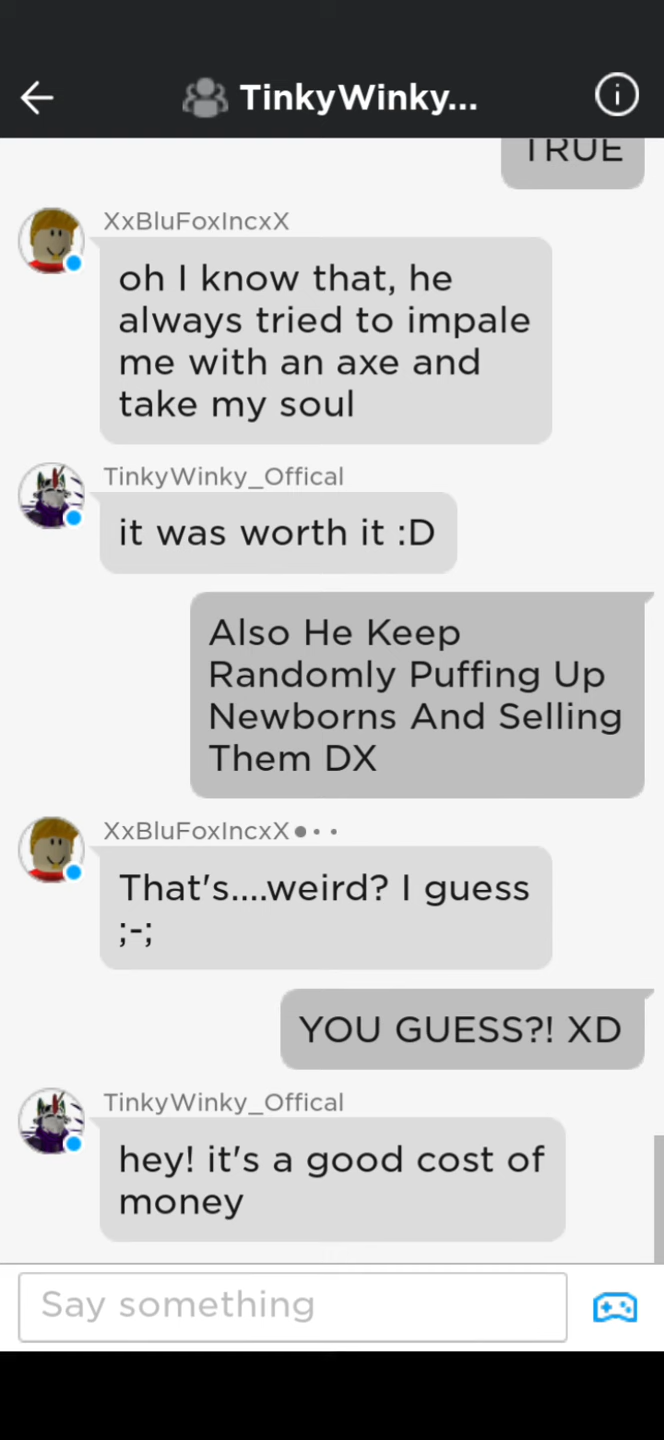 TinkyWinky...
TRUE
XxBluFoxIncxX
oh I know that, he
always tried to impale
me with an axe and
take my soul
TinkyWinky_Offical
it was worth it :D
Also He Keep
Randomly Puffing Up
Newborns And Selling
Them DX
XxBluFoxIncxX
That's....weird? I guess
;-;
YOU GUESS?! XD
TinkyWinky_Offical
hey! it's a good cost of
money
Say something